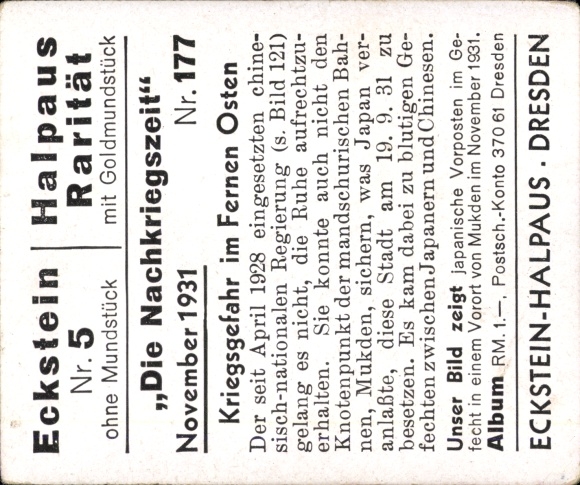 Eckstein Halpaus
Nr. 5 Rarität
ohne Mundstück mit Goldmundstück
„Die Nachkriegszeit“
November 1931 Nr. 177
Kriegsgefahr im Fernen Osten
Der seit April 1928 eingesetzten chine-
sisch-nationalen Regierung (s. Bild 121)
gelang es nicht, die Ruhe aufrechtzu-
erhalten. Sie konnte auch nicht den
Knotenpunkt der mandschurischen Bah-
nen, Mukden, sichern, was Japan ver-
anlaßte, diese Stadt am 19. 9. 31 zu
besetzen. Es kam dabei zu blutigen Ge-
fechten zwischen Japanern und Chinesen.
Unser Bild zeigt japanische Vorposten im Ge-
fecht in einem Vorort von Mukden im November 1931.
Album RM. 1.—, Postsch.-Konto 370 61 Dresden
ECKSTEIN-HALPAUS · DRESDEN